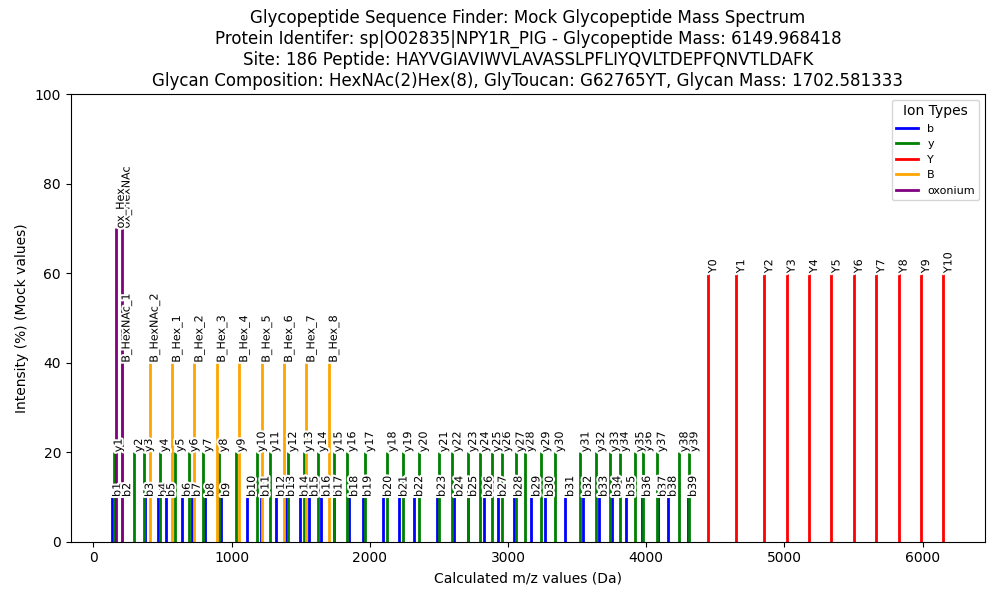 Glycopeptide Sequence Finder: Mock Glycopeptide Mass Spectrum
Protein Identifer: sp|O02835|NPY1R_PIG - Glycopeptide Mass: 6149.968418
Site: 186 Peptide: HAYVGIAVIWVLAVASSLPFLIYQVLTDEPFQNVTLDAFK
Glycan Composition: HexNAc(2)Hex(8), GlyToucan: G62765YT, Glycan Mass: 1702.581333
Intensity (%) (Mock values)
100
80
60
40
20
0
Ion Types
b
y
Y
B
oxonium
ox_Hex
ox_HexNAc
Y0 Y1 Y2 Y3 Y4 Y5 Y6 Y7 Y8 Y9 Y10
B_HexNAc_1 B_HexNAc_2 B_Hex_1 B_Hex_2 B_Hex_3 B_Hex_4 B_Hex_5 B_Hex_6 B_Hex_7 B_Hex_8
y1 y2 y3 y4 y5 y6 y7 y8 y9 y10 y11 y12 y13 y14 y15 y16 y17 y18 y19 y20 y21 y22 y23 y24 y25 y26 y27 y28 y29 y30 y31 y32 y33 y34 y35 y36 y37 y38 y39
b1 b2 b3 b4 b5 b6 b7 b8 b9 b10 b11 b12 b13 b14 b15 b16 b17 b18 b19 b20 b21 b22 b23 b24 b25 b26 b27 b28 b29 b30 b31 b32 b33 b34 b35 b36 b37 b38 b39
0 1000 2000 3000 4000 5000 6000
Calculated m/z values (Da)